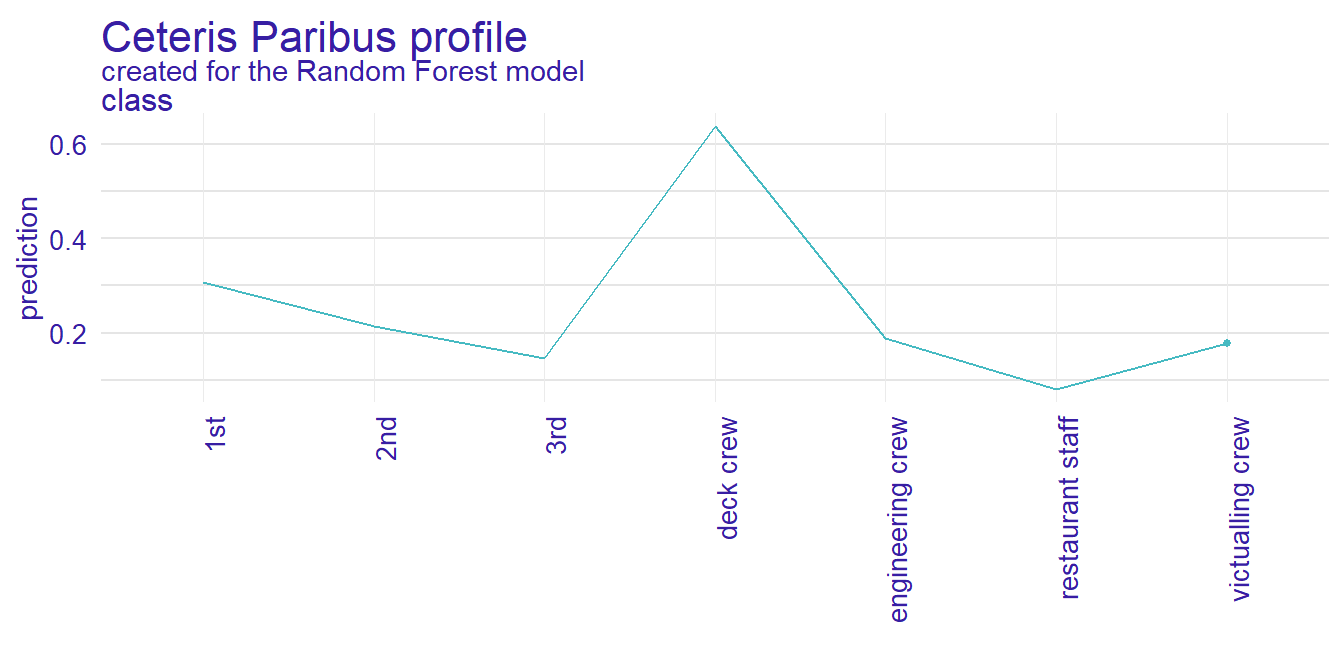 Ceteris Paribus profile
created for the Random Forest model
class
prediction
0.6
0.4
0.2
1st
2nd
3rd
deck crew
engineering crew
restaurant staff
victualling crew